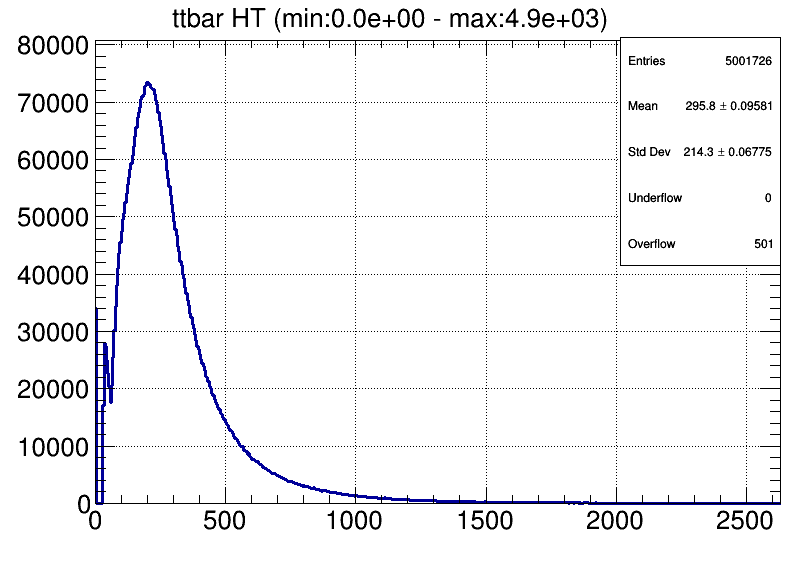 ttbar HT (min:0.0e+00 - max:4.9e+03)
Entries 5001726
Mean 295.8 ± 0.09581
Std Dev 214.3 ± 0.06775
Underflow 0
Overflow 501
80000
70000
60000
50000
40000
30000
20000
10000
0
0 500 1000 1500 2000 2500